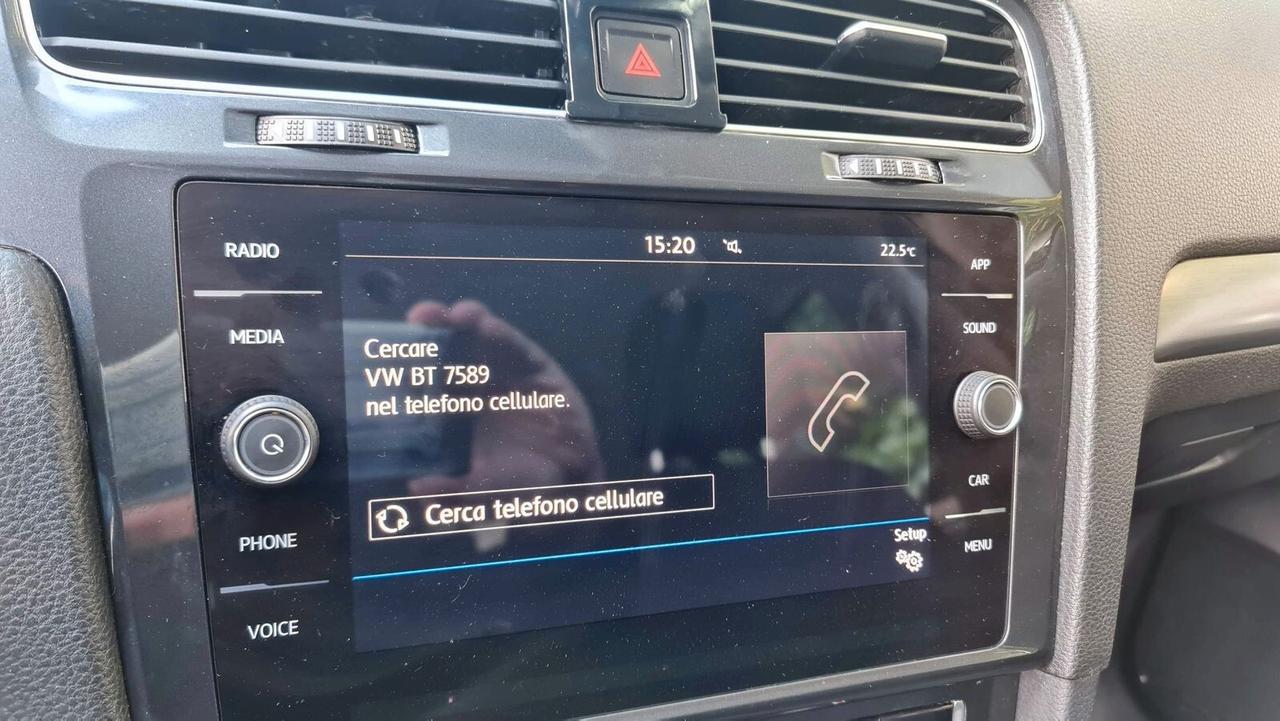 RADIO
MEDIA
PHONE
VOICE
15:20
22.5°C
Cercare
VW BT 7589
nel telefono cellulare.
Cerca telefono cellulare
Setup
APP
SOUND
CAR
MENU